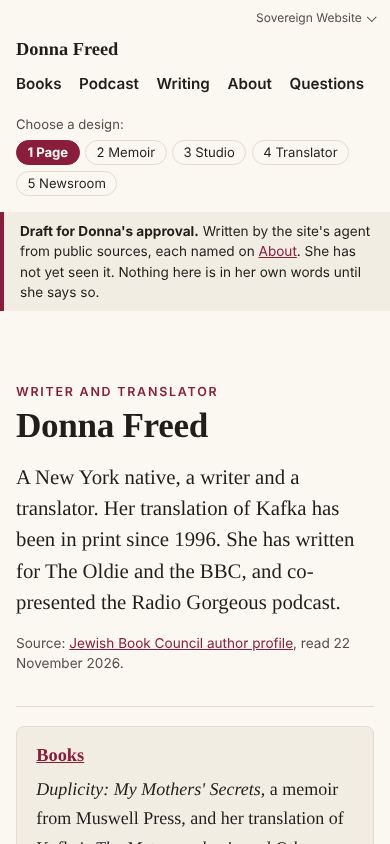 Sovereign Website
Donna Freed
Books Podcast Writing About Questions
Choose a design:
1 Page 2 Memoir 3 Studio 4 Translator
5 Newsroom
Draft for Donna's approval. Written by the site's agent
from public sources, each named on About. She has
not yet seen it. Nothing here is in her own words until
she says so.
WRITER AND TRANSLATOR
Donna Freed
A New York native, a writer and a
translator. Her translation of Kafka has
been in print since 1996. She has written
for The Oldie and the BBC, and co-
presented the Radio Gorgeous podcast.
Source: Jewish Book Council author profile, read 22
November 2026.
Books
Duplicity: My Mothers' Secrets, a memoir
from Muswell Press, and her translation of
Kafka's The Metamorphosis and Other